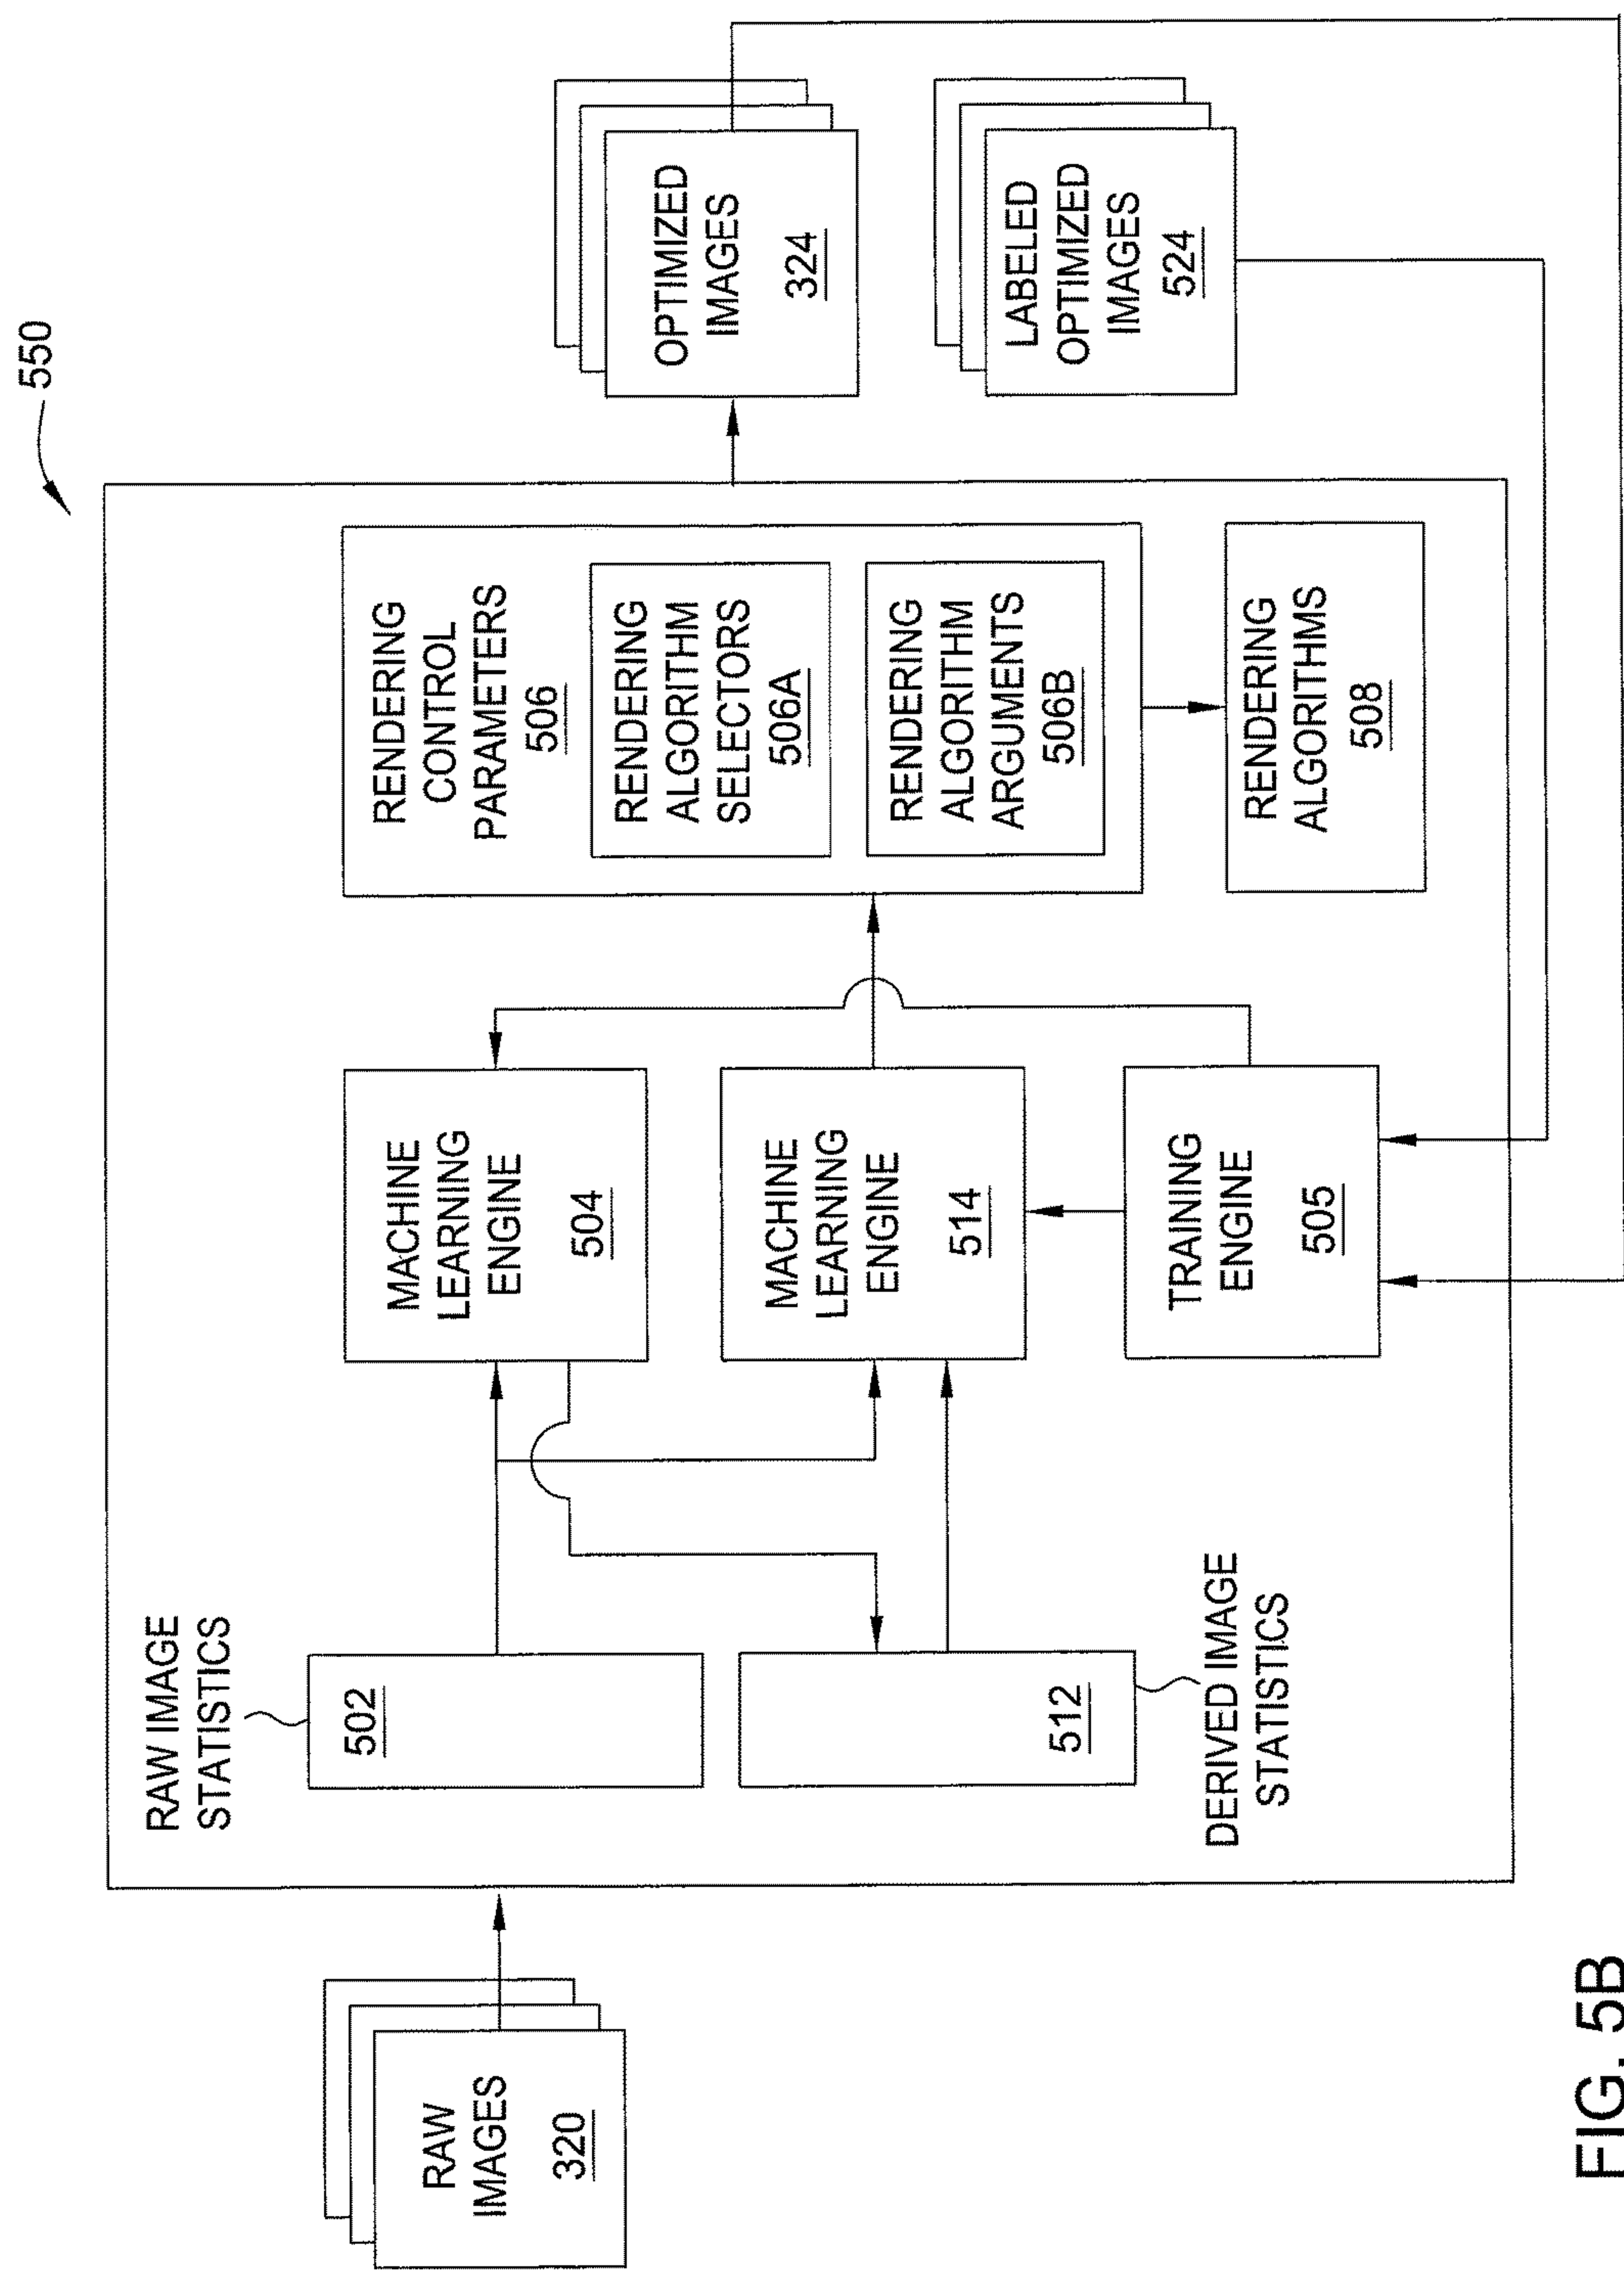 550
RAW IMAGES
320
RAW IMAGE
STATISTICS
502
512
DERIVED IMAGE
STATISTICS
MACHINE
LEARNING
ENGINE
504
MACHINE
LEARNING
ENGINE
514
TRAINING
ENGINE
505
RENDERING
CONTROL
PARAMETERS
506
RENDERING
ALGORITHM
SELECTORS
506A
RENDERING
ALGORITHM
ARGUMENTS
506B
RENDERING
ALGORITHMS
508
OPTIMIZED
IMAGES
324
LABELED
OPTIMIZED
IMAGES
524
FIG. 5B